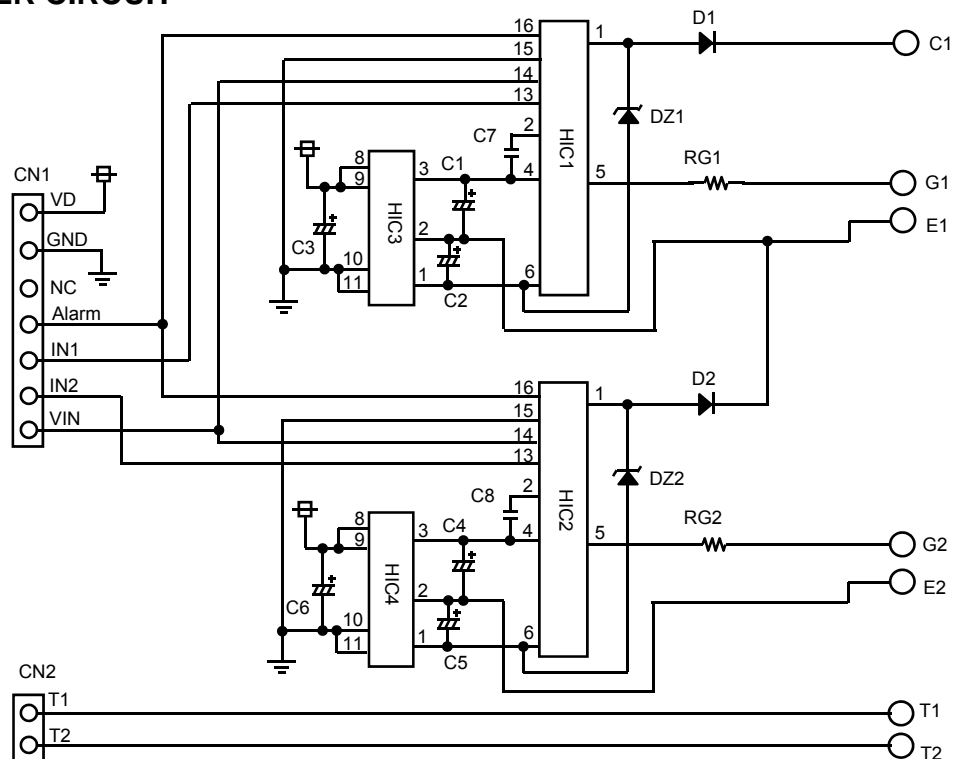 ER CIRCUIT
D1
16
1
C1
15
14
13
DZ1
2
C7
HIC1
CN1
8
3
C1
4
5
RG1
G1
9
VD
HIC3
E1
GND
C3
2
10
NC
11
1
6
C2
Alarm
IN1
D2
IN2
16
1
15
VIN
14
13
DZ2
2
C8
HIC2
8
3
C4
4
5
RG2
G2
9
HIC4
E2
C6
2
10
11
1
6
C5
CN2
T1
T1
T2
T2